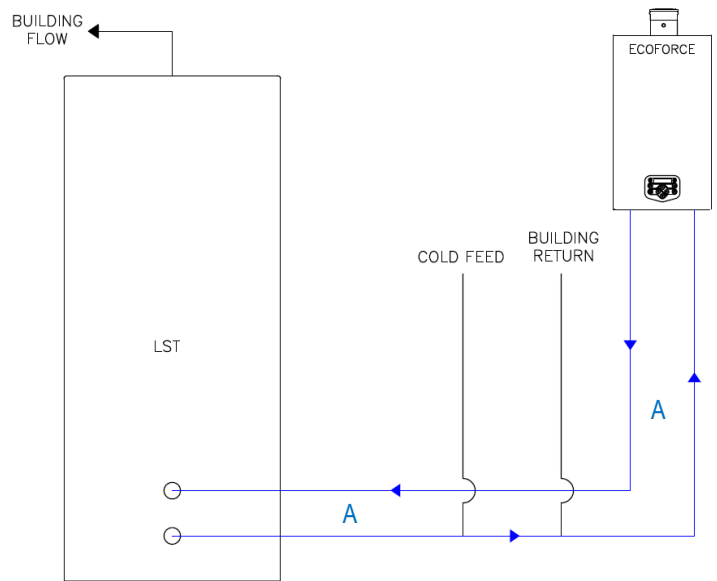 BUILDING
FLOW
ECOFORCE
BUILDING
RETURN
COLD FEED
LST
A
A